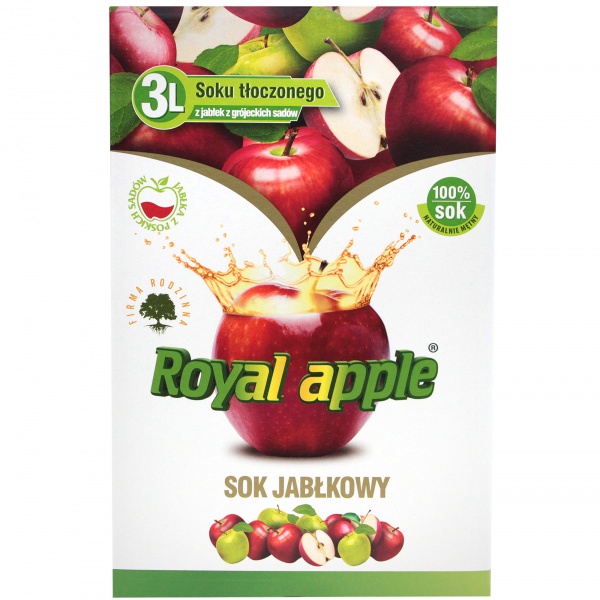 3L
Soku tłoczonego
z jabłek z grójeckich sadów
JABŁKA Z POLSKICH SADÓW
100%
sok
NATURALNIE MĘTNY
FIRMA RODZINNA
Royal apple®
SOK JABŁKOWY